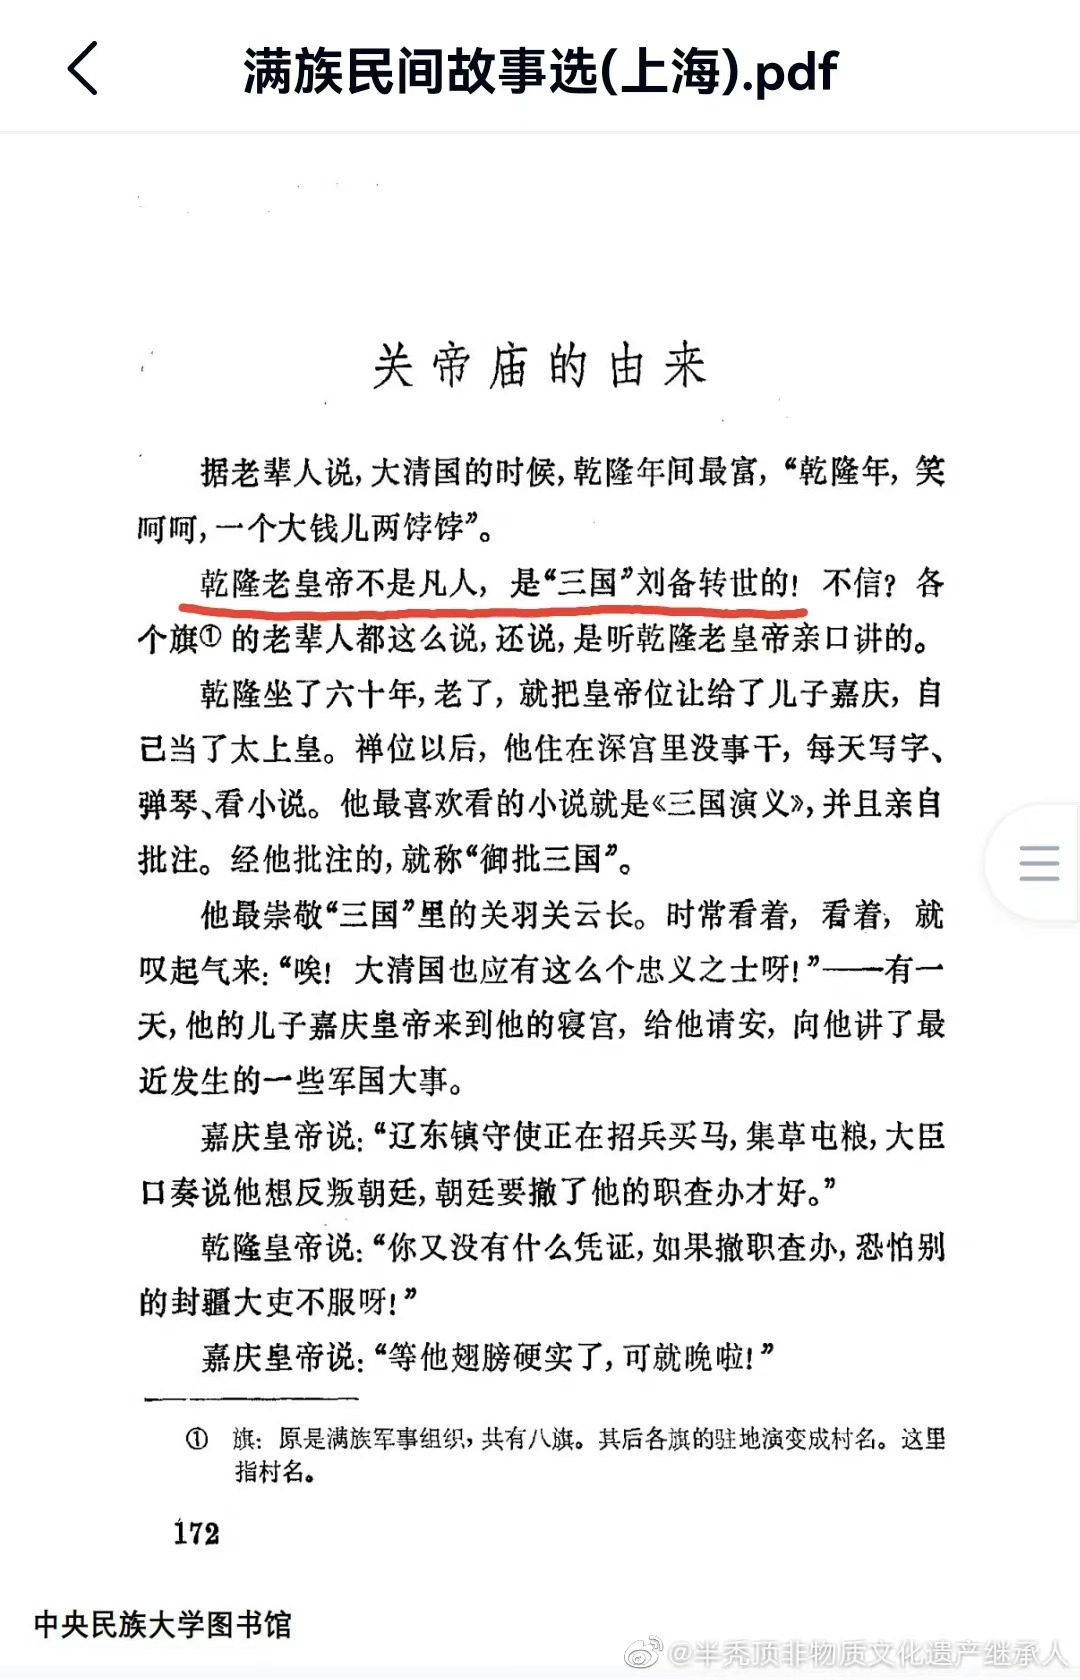 满族民间故事选(上海).pdf
关帝庙的由来
据老辈人说，大清国的时候，乾隆年间最富，“乾隆年，笑
呵呵，一个大钱儿两饽饽”。
乾隆老皇帝不是凡人，是“三国”刘备转世的！不信？各
个旗①的老辈人都这么说，还说，是听乾隆老皇帝亲口讲的。
乾隆坐了六十年，老了，就把皇帝位让给了儿子嘉庆，自
己当了太上皇。禅位以后，他住在深宫里没事干，每天写字、
弹琴、看小说。他最喜欢看的小说就是《三国演义》，并且亲自
批注。经他批注的，就称“御批三国”。
他最崇敬“三国”里的关羽关云长。时常看着，看着，就
叹起气来：“唉！大清国也应有这么个忠义之士呀！”——有一
天，他的儿子嘉庆皇帝来到他的寝宫，给他请安，向他讲了最
近发生的一些军国大事。
嘉庆皇帝说：“辽东镇守使正在招兵买马，集草屯粮，大臣
口奏说他想反叛朝廷，朝廷要撤了他的职查办才好。”
乾隆皇帝说：“你又没有什么凭证，如果撤职查办，恐怕别
的封疆大吏不服呀！”
嘉庆皇帝说：“等他翅膀硬实了，可就晚啦！”
① 旗：原是满族军事组织，共有八旗。其后各旗的驻地演变成村名。这里
指村名。
172
中央民族大学图书馆
@半秃顶非物质文化遗产继承人